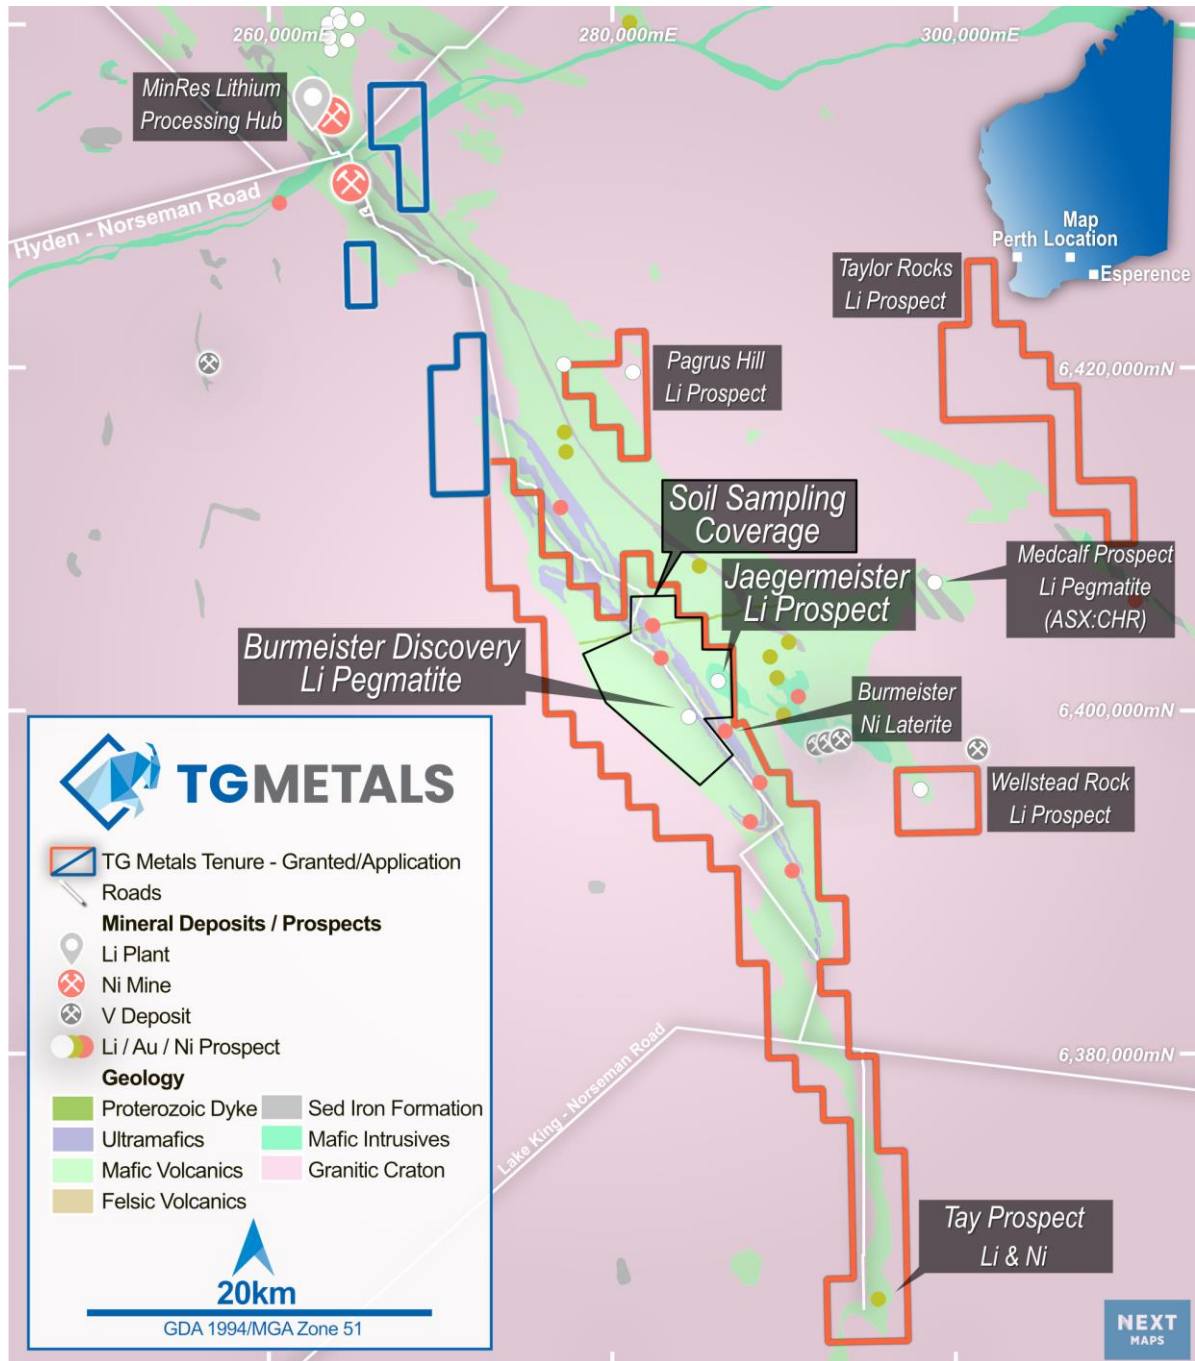 260,000mE
280,000mE
300,000mE
MinRes Lithium
Processing Hub
Hyden - Norseman Road
Map
Perth Location
Esperence
Taylor Rocks
Li Prospect
Pagrus Hill
Li Prospect
6,420,000mN
Soil Sampling
Coverage
Medcalf Prospect
Li Pegmatite
(ASX:CHR)
Jaegermeister
Li Prospect
Burmeister Discovery
Li Pegmatite
Burmeister
Ni Laterite
6,400,000mN
Wellstead Rock
Li Prospect
TGMETALS
TG Metals Tenure - Granted/Application
Roads
Mineral Deposits / Prospects
Li Plant
Ni Mine
V Deposit
Li / Au / Ni Prospect
Geology
Proterozoic Dyke
Sed Iron Formation
Ultramafics
Mafic Intrusives
Mafic Volcanics
Granitic Craton
Felsic Volcanics
20km
GDA 1994/MGA Zone 51
Lake King - Norseman Road
6,380,000mN
Tay Prospect
Li & Ni
NEXT
MAPS